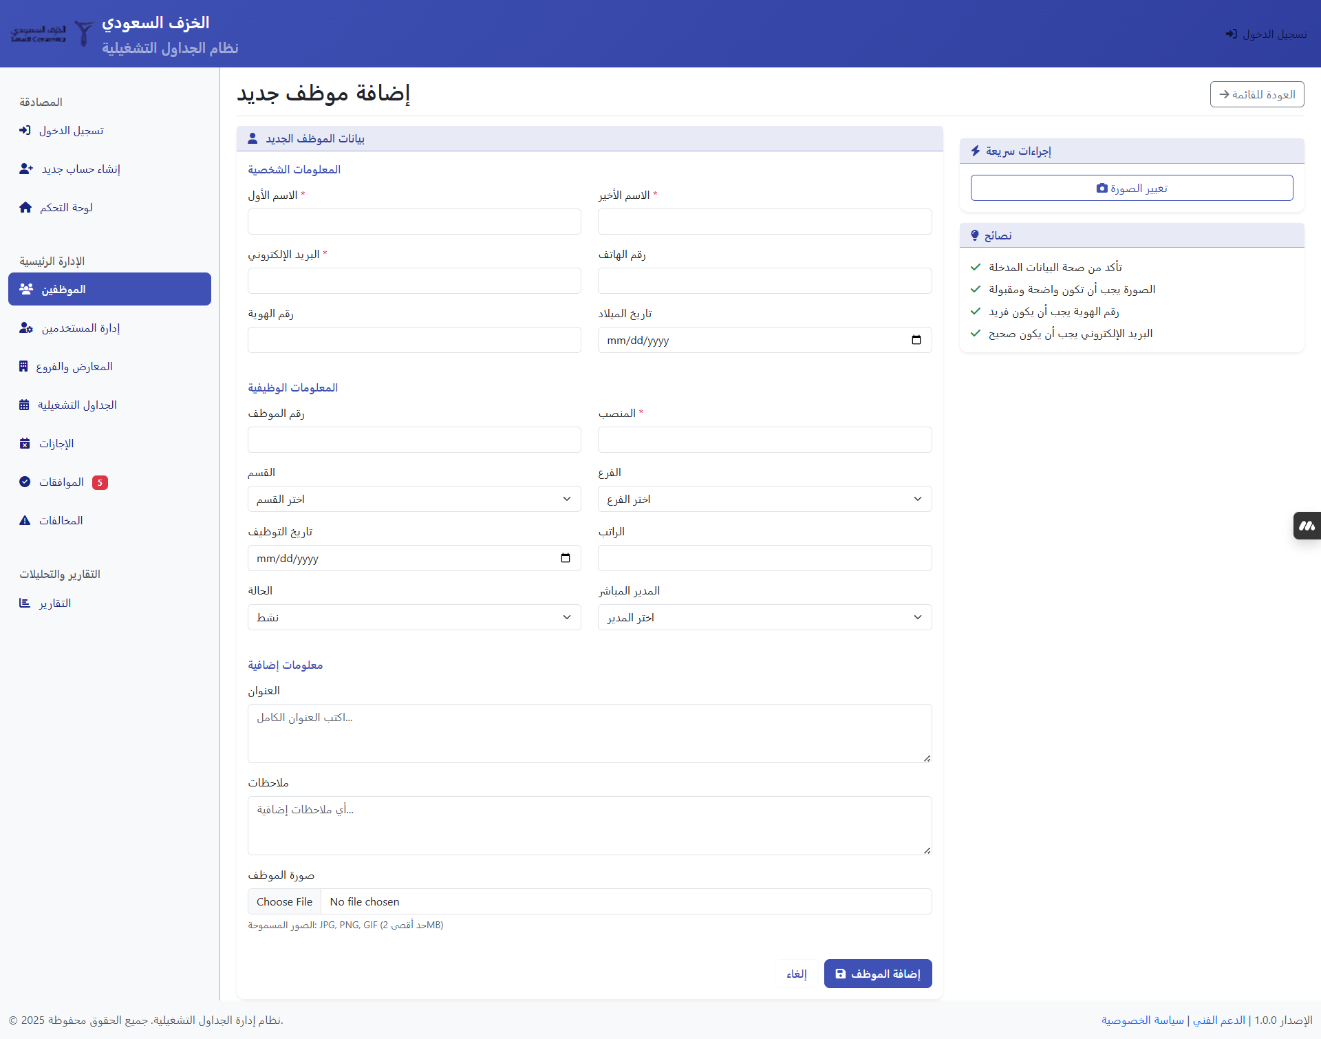 الخزف السعودي
Saudi Ceramics
الخزف السعودي
نظام الجداول التشغيلية
تسجيل الدخول
المصادقة
تسجيل الدخول
إنشاء حساب جديد
لوحة التحكم
الإدارة الرئيسية
الموظفين
إدارة المستخدمين
المعارض والفروع
الجداول التشغيلية
الإجازات
الموافقات 5
المخالفات
التقارير والتحليلات
التقارير
إضافة موظف جديد
العودة للقائمة
بيانات الموظف الجديد
المعلومات الشخصية
الاسم الأول *
الاسم الأخير *
البريد الإلكتروني *
رقم الهاتف
رقم الهوية
تاريخ الميلاد
mm/dd/yyyy
المعلومات الوظيفية
رقم الموظف
المنصب *
القسم
الفرع
اختر القسم
اختر الفرع
تاريخ التوظيف
الراتب
mm/dd/yyyy
الحالة
المدير المباشر
نشط
اختر المدير
معلومات إضافية
العنوان
اكتب العنوان الكامل...
ملاحظات
أي ملاحظات إضافية...
صورة الموظف
Choose File No file chosen
الصور المسموحة: JPG, PNG, GIF (حد أقصى 2MB)
إلغاء
إضافة الموظف
إجراءات سريعة
تغيير الصورة
نصائح
تأكد من صحة البيانات المدخلة
الصورة يجب أن تكون واضحة ومقبولة
رقم الهوية يجب أن يكون فريد
البريد الإلكتروني يجب أن يكون صحيح
© 2025 نظام إدارة الجداول التشغيلية. جميع الحقوق محفوظة.
الإصدار 1.0.0 | الدعم الفني | سياسة الخصوصية